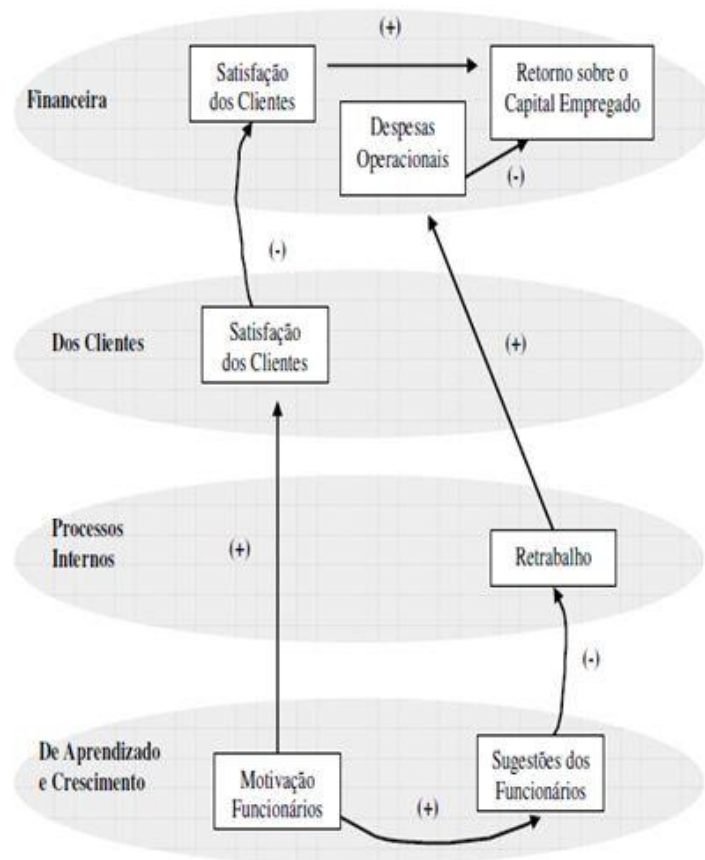 (+)
Satisfação
dos Clientes
Retorno sobre o
Capital Empregado
Financeira
Despesas
Operacionais
(-)
(-)
Satisfação
dos Clientes
Dos Clientes
(+)
Processos
Internos
(+)
Retrabalho
(-)
De Aprendizado
e Crescimento
Motivação
Funcionários
Sugestões dos
Funcionários
(+)